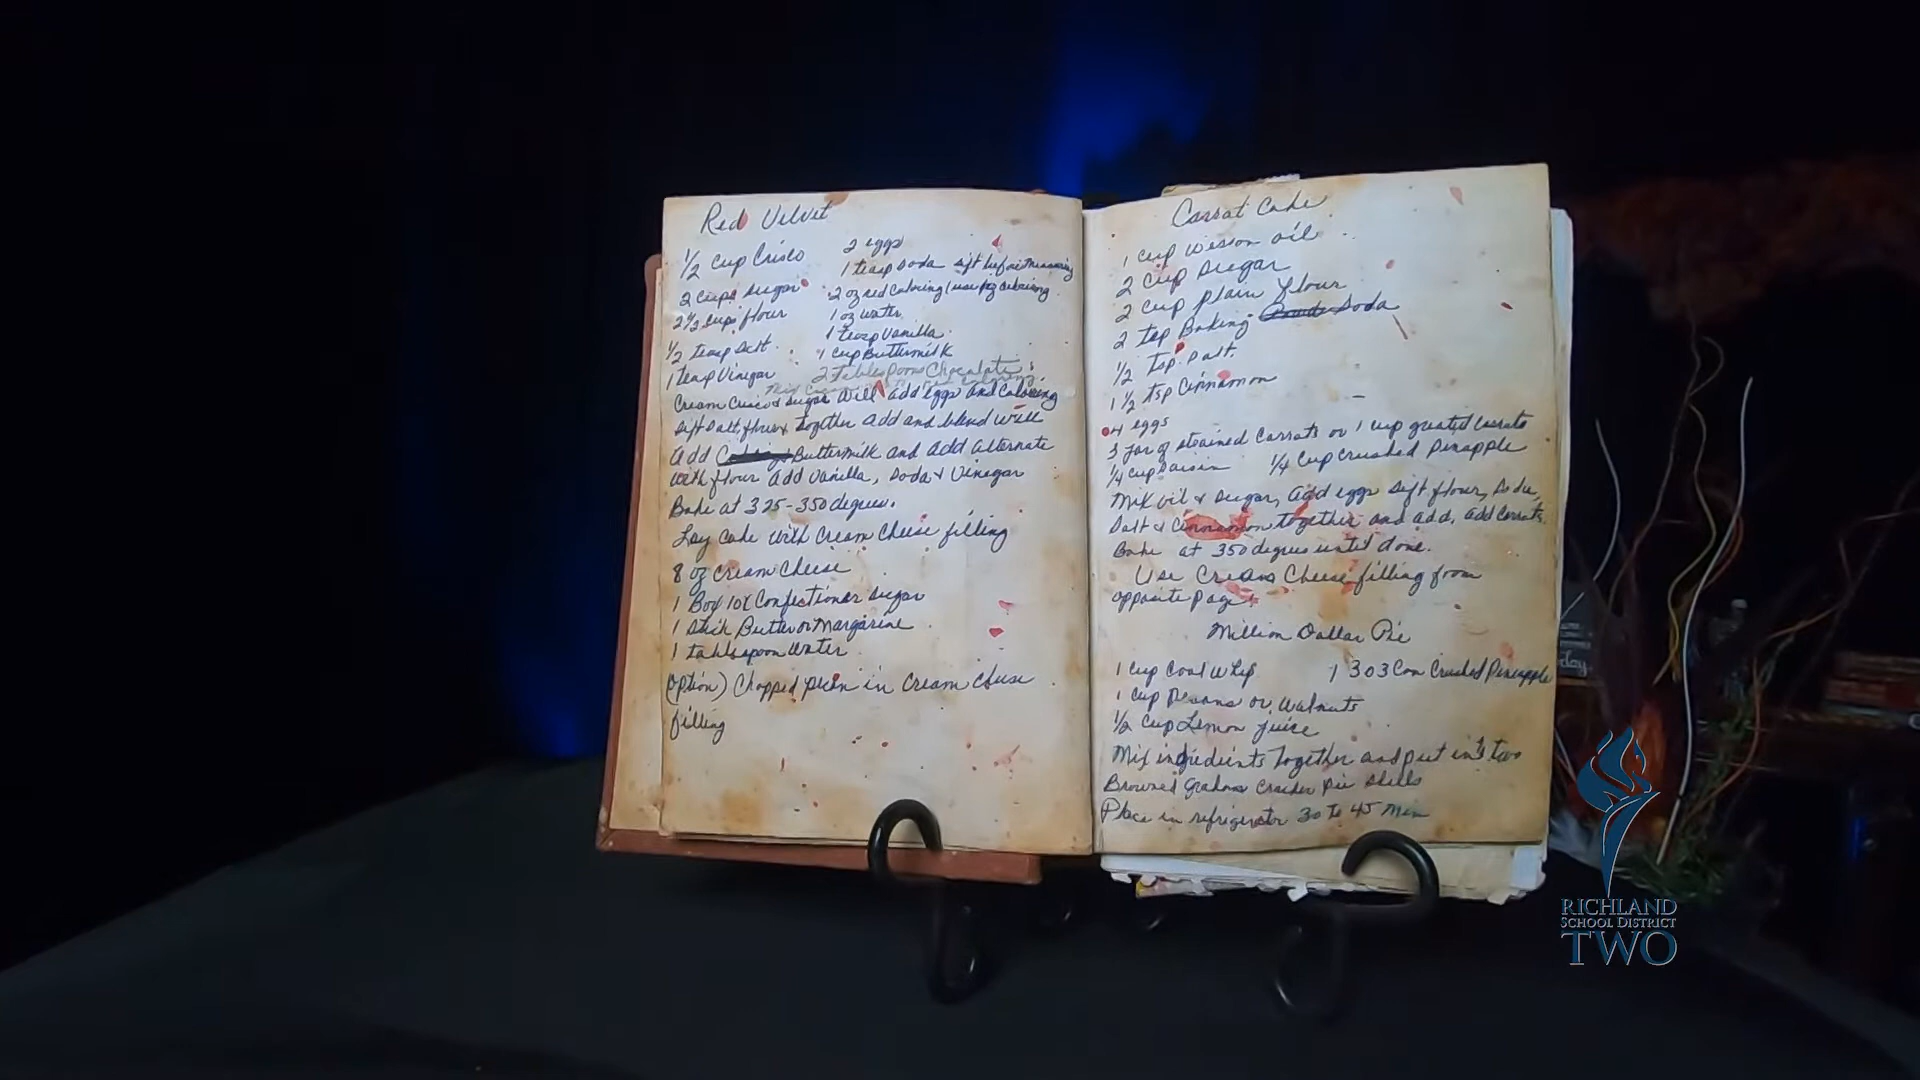 Red Velvet
1/2 cup Crisco
2 cups sugar
2 1/2 cups flour
1/2 teasp Salt
1 teasp Vinegar
2 eggs
1 teasp Soda sift before measuring
2 oz red Coloring
1 oz water
1 teasp Vanilla
1 cup Buttermilk
2 Tablespoons Chocolate
Cream Crisco & sugar Well add eggs and Coloring
Sift Salt, flour together add and blend well
Add Buttermilk and add alternate
with flour add Vanilla, Soda & Vinegar
Bake at 325-350 degrees.
Lay cake with Cream Cheese filling
8 oz Cream Cheese
1 Box 10X Confectioner sugar
1 stick Butter or Margarine
1 tablespoon water
(option) Chopped in Cream cheese
filling
Carrat Cake
1 cup wesson oil
2 cup sugar
2 cup plain flour
2 tsp Baking Soda
1/2 tsp. salt.
1 1/2 tsp Cinnamon
4 eggs
3 jar of strained Carrats or 1 cup grated Carrats
1/4 cup raisin 1/4 Cup crushed pineapple
Mix oil & sugar, add eggs sift flour, Soda,
Salt & Cinnamon together and add. add Carrats.
Bake at 350 degrees until done.
Use Cream Cheese filling from
opposite page.
Million Dollar Pie
1 cup Cool Whip 1 303 Can Crushed Pineapple
1 cup Pecans or Walnuts
1/2 cup Lemon juice
Mix ingredients together and put into two
Browned graham cracker pie shells
Place in refrigerator 30 to 45 Min
day.
RICHLAND
SCHOOL DISTRICT
TWO